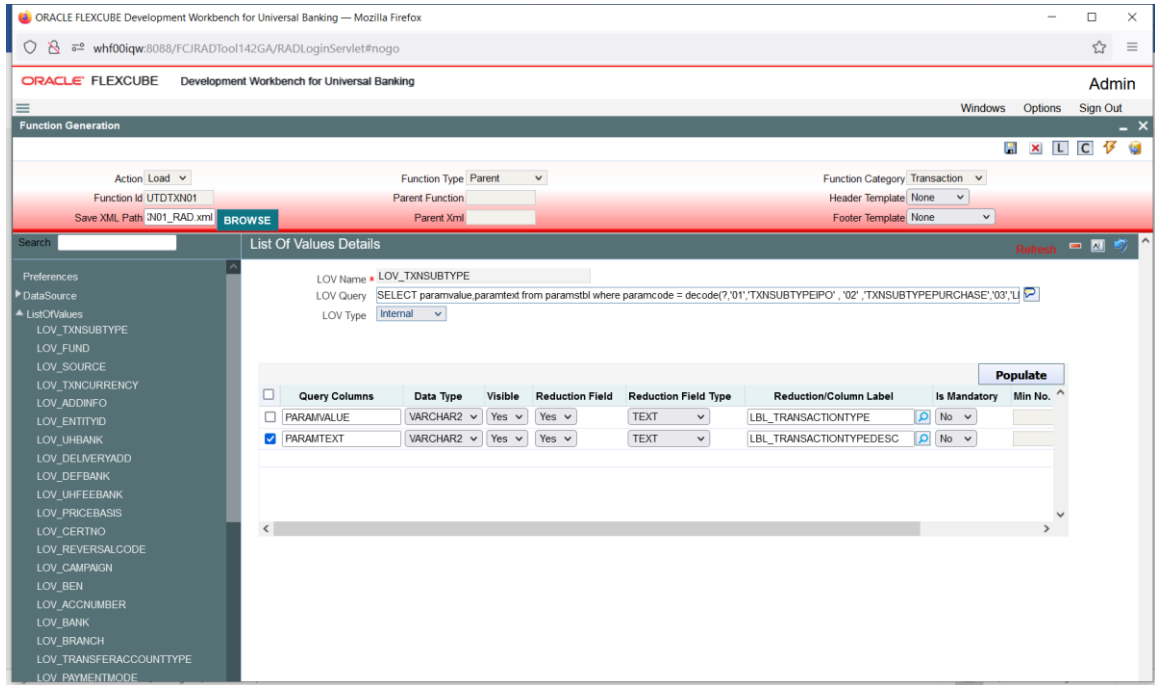 ORACLE FLEXCUBE Development Workbench for Universal Banking — Mozilla Firefox
whf00iqw:8088/FCJRADTool142GA/RADLoginServlet#nogo
ORACLE FLEXCUBE Development Workbench for Universal Banking Admin
Windows Options Sign Out
Function Generation
L C
Action Load Function Type Parent Function Category Transaction
Function Id UTDTXN01 Parent Function Header Template None
Save XML Path :N01_RAD.xml BROWSE Parent Xml Footer Template None
Search List Of Values Details Refresh
Preferences
DataSource
ListOfValues
LOV_TXNSUBTYPE
LOV_FUND
LOV_SOURCE
LOV_TXNCURRENCY
LOV_ADDINFO
LOV_ENTITYID
LOV_UHBANK
LOV_DELIVERYADD
LOV_DEFBANK
LOV_UHFEEBANK
LOV_PRICEBASIS
LOV_CERTNO
LOV_REVERSALCODE
LOV_CAMPAIGN
LOV_BEN
LOV_ACCNUMBER
LOV_BANK
LOV_BRANCH
LOV_TRANSFERACCOUNTTYPE
LOV_PAYMENTMODE
LOV Name * LOV_TXNSUBTYPE
LOV Query SELECT paramvalue,paramtext from paramstbl where paramcode = decode(?,'01','TXNSUBTYPEIPO' , '02' ,'TXNSUBTYPEPURCHASE','03',
LOV Type Internal
Populate
Query Columns Data Type Visible Reduction Field Reduction Field Type Reduction/Column Label Is Mandatory Min No.
PARAMVALUE VARCHAR2 Yes Yes TEXT LBL_TRANSACTIONTYPE No
PARAMTEXT VARCHAR2 Yes Yes TEXT LBL_TRANSACTIONTYPEDESC No